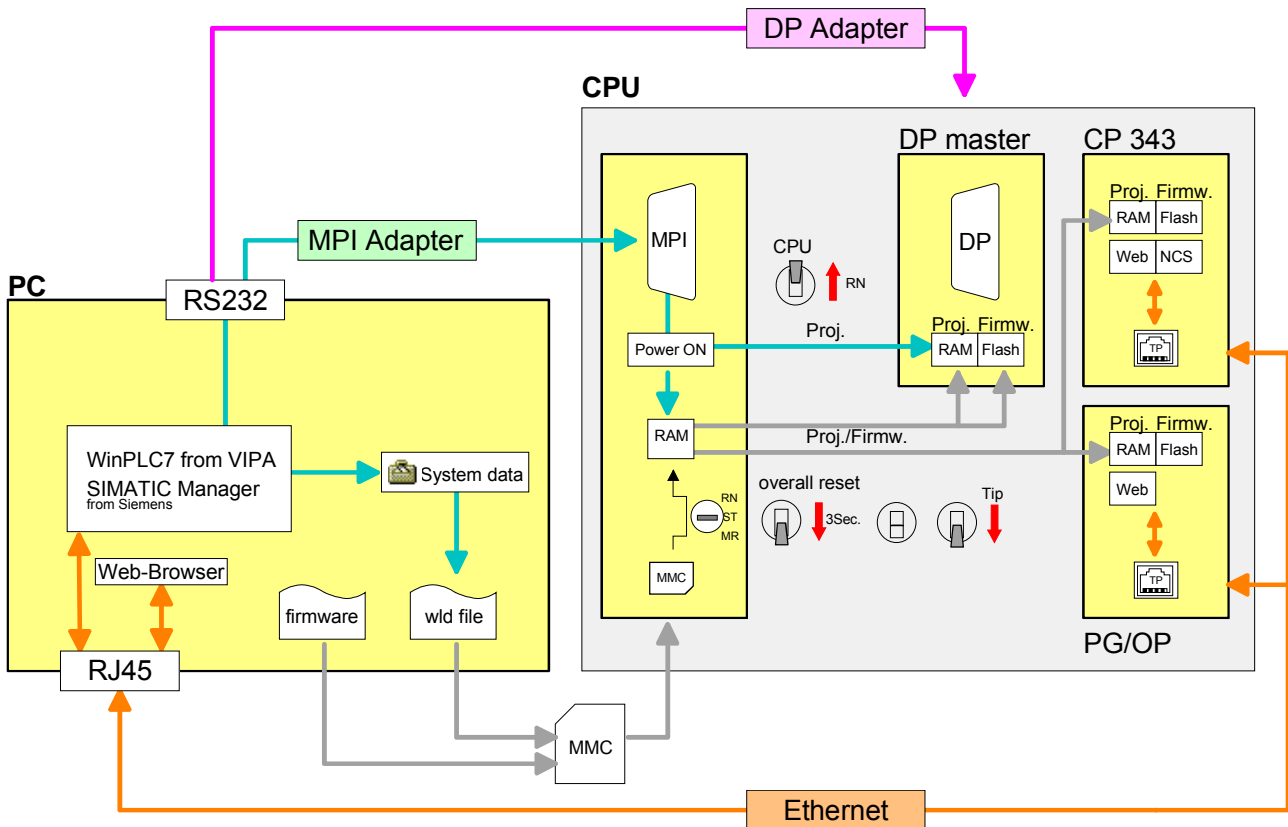 DP Adapter
CPU
DP master
CP 343
MPI
DP
Proj. Firmw.
RAM Flash
Web NCS
TP
CPU
RN
MPI Adapter
PC
RS232
Power ON
Proj.
Proj. Firmw.
RAM Flash
RAM
Proj./Firmw.
Proj. Firmw.
RAM Flash
Web
TP
PG/OP
WinPLC7 from VIPA
SIMATIC Manager
from Siemens
System data
RN
ST
MR
overall reset
3Sec.
Tip
MMC
Web-Browser
firmware
wld file
RJ45
MMC
Ethernet